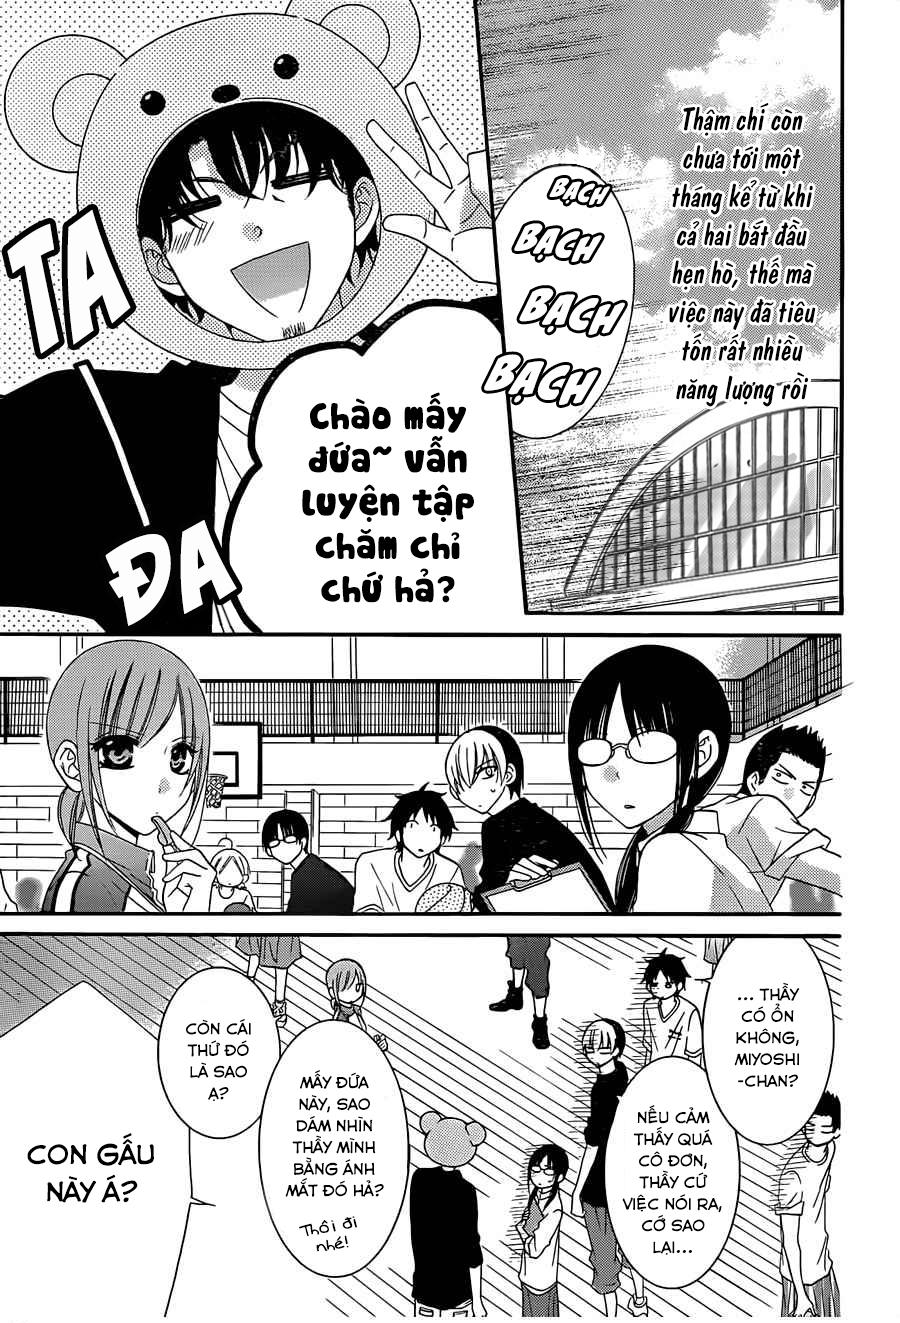 Thậm chí còn
chưa tới một
tháng kể từ khi
cả hai bắt đầu
hẹn hò, thế mà
việc này đã tiêu
tốn rất nhiều
năng lượng rồi
BẠCH
BẠCH
BẠCH
BẠCH
TA
ĐA
Chào mấy
đứa~ vẫn
luyện tập
chăm chỉ
chứ hả?
... THẦY
CÓ ỔN
KHÔNG,
MIYOSHI
-CHAN?
NẾU CẢM
THẤY QUÁ
CÔ ĐƠN,
THẦY CỨ
VIỆC NÓI RA,
CỚ SAO
LẠI...
MẤY ĐỨA
NÀY, SAO
DÁM NHÌN
THẦY MÌNH
BẰNG ÁNH
MẮT ĐÓ HẢ?
Thôi đi
nhé!
CÒN CÁI
THỨ ĐÓ
LÀ SAO
Ạ?
CON GẤU
NÀY Á?